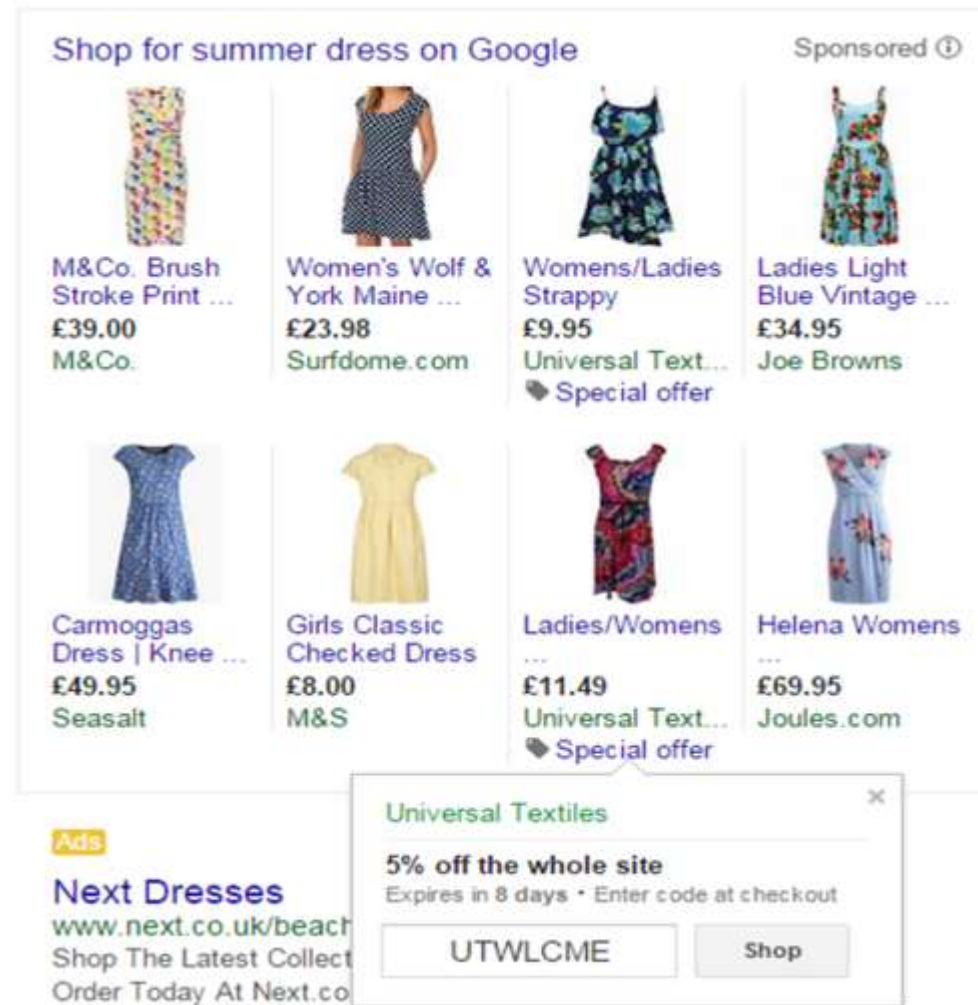 Shop for summer dress on Google
Sponsored ⓘ
M&Co. Brush
Stroke Print ...
£39.00
M&Co.
Women's Wolf &
York Maine ...
£23.98
Surfdome.com
Womens/Ladies
Strappy
£9.95
Universal Text...
Special offer
Ladies Light
Blue Vintage ...
£34.95
Joe Browns
Carmoggas
Dress | Knee ...
£49.95
Seasalt
Girls Classic
Checked Dress
£8.00
M&S
Ladies/Womens
...
£11.49
Universal Text...
Special offer
Helena Womens
...
£69.95
Joules.com
Universal Textiles
×
5% off the whole site
Expires in 8 days • Enter code at checkout
UTWLCME
Shop
Ads
Next Dresses
www.next.co.uk/beach
Shop The Latest Collect
Order Today At Next.co